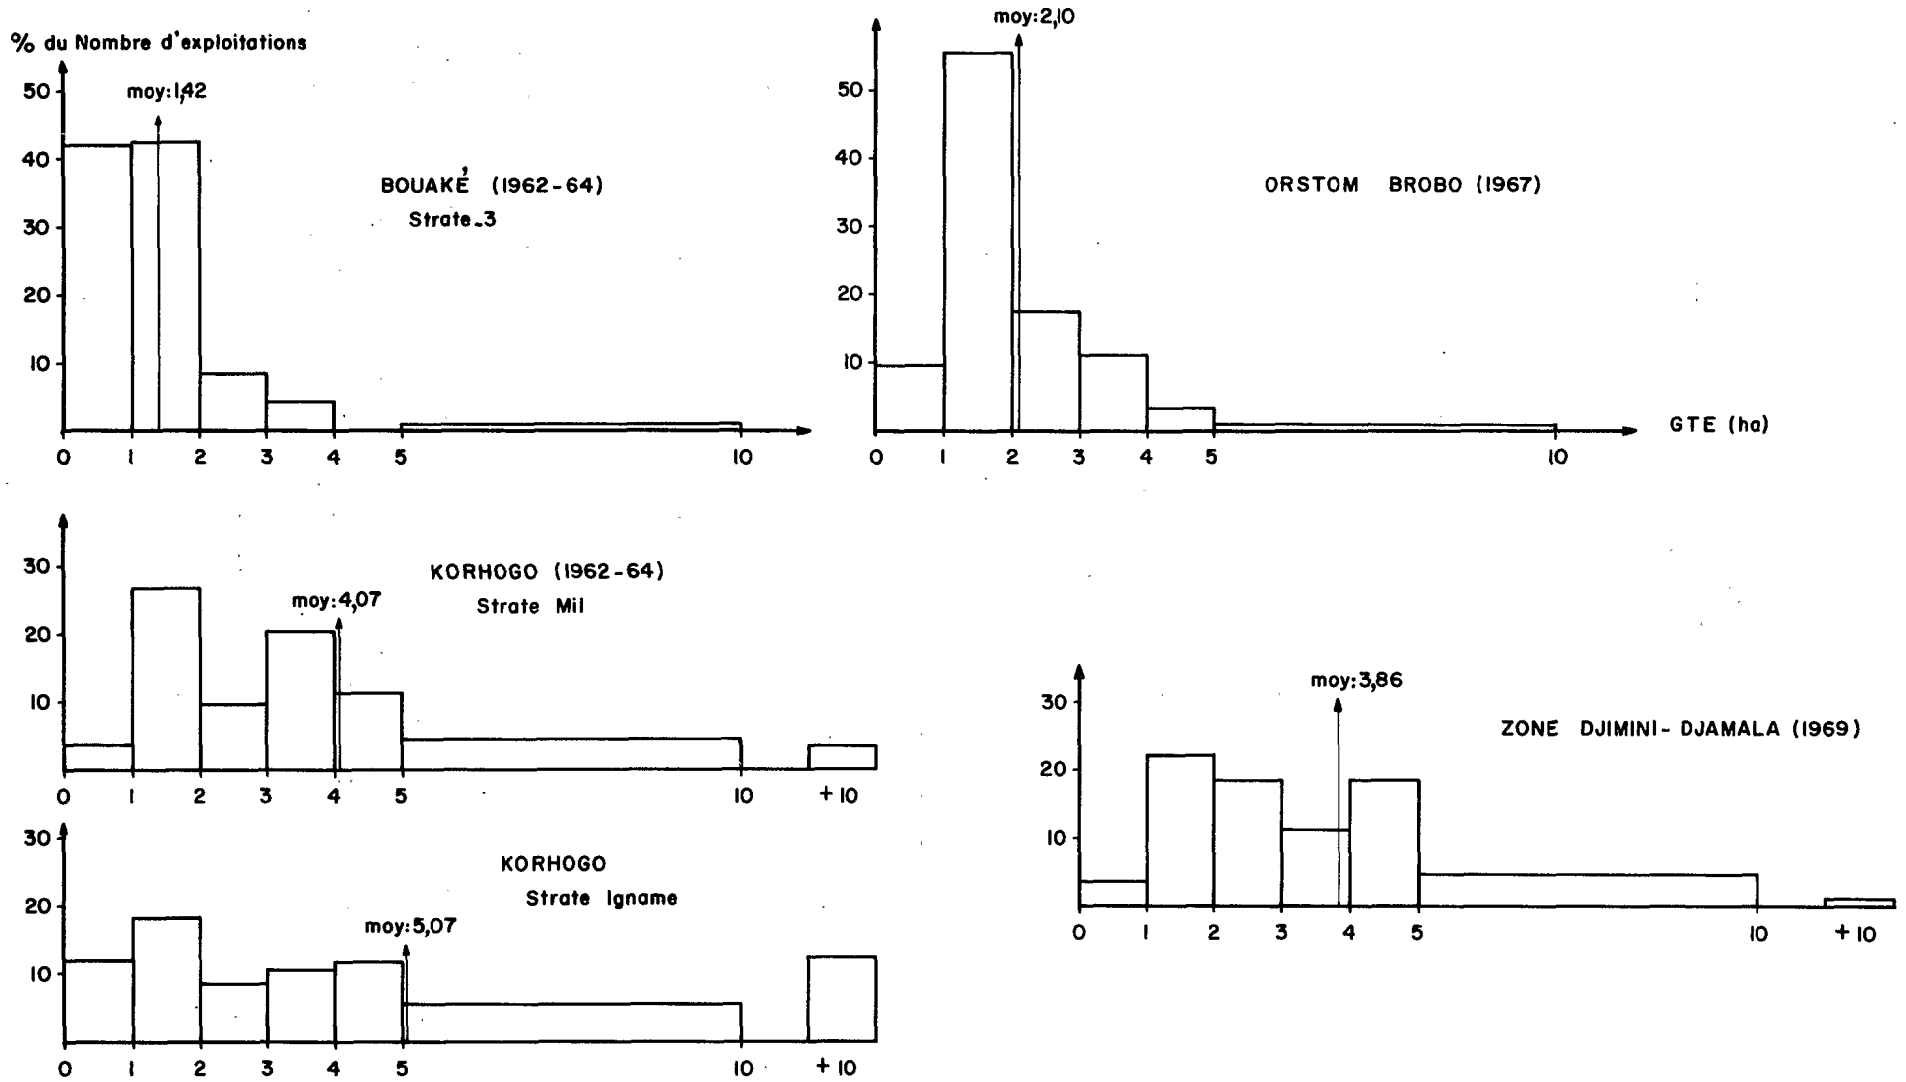 % du Nombre d'exploitations
50
40
30
20
10
moy:1,42
BOUAKÉ (1962-64)
Strate_3
0 1 2 3 4 5 10
moy:2,10
50
40
30
20
10
ORSTOM BROBO (1967)
GTE (ha)
0 1 2 3 4 5 10
30
20
10
KORHOGO (1962-64)
Strate Mil
moy:4,07
0 1 2 3 4 5 10 +10
30
20
10
KORHOGO
Strate Igname
moy:5,07
0 1 2 3 4 5 10 +10
moy:3,86
30
20
10
ZONE DJIMINI-DJAMALA (1969)
0 1 2 3 4 5 10 +10